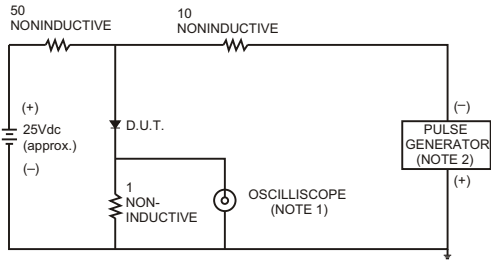 50
NONINDUCTIVE
10
NONINDUCTIVE
(+)
25Vdc
(approx.)
(–)
D.U.T.
1
NON-
INDUCTIVE
OSCILLISCOPE
(NOTE 1)
(–)
PULSE
GENERATOR
(NOTE 2)
(+)